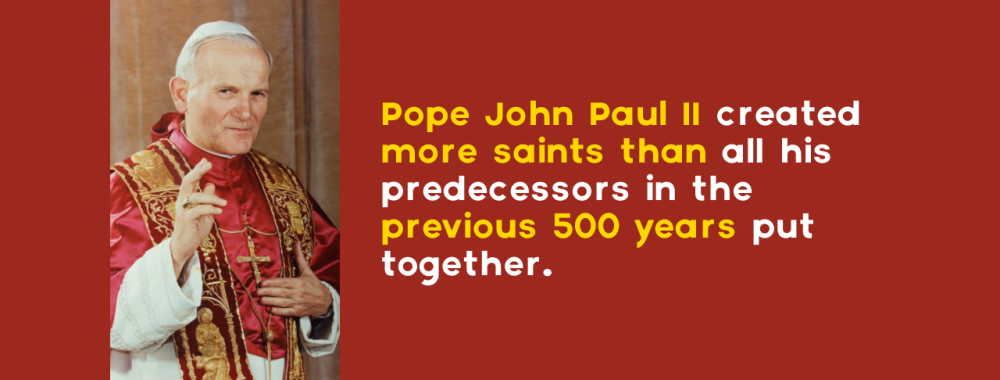 Pope John Paul II created
more saints than all his
predecessors in the
previous 500 years put
together.